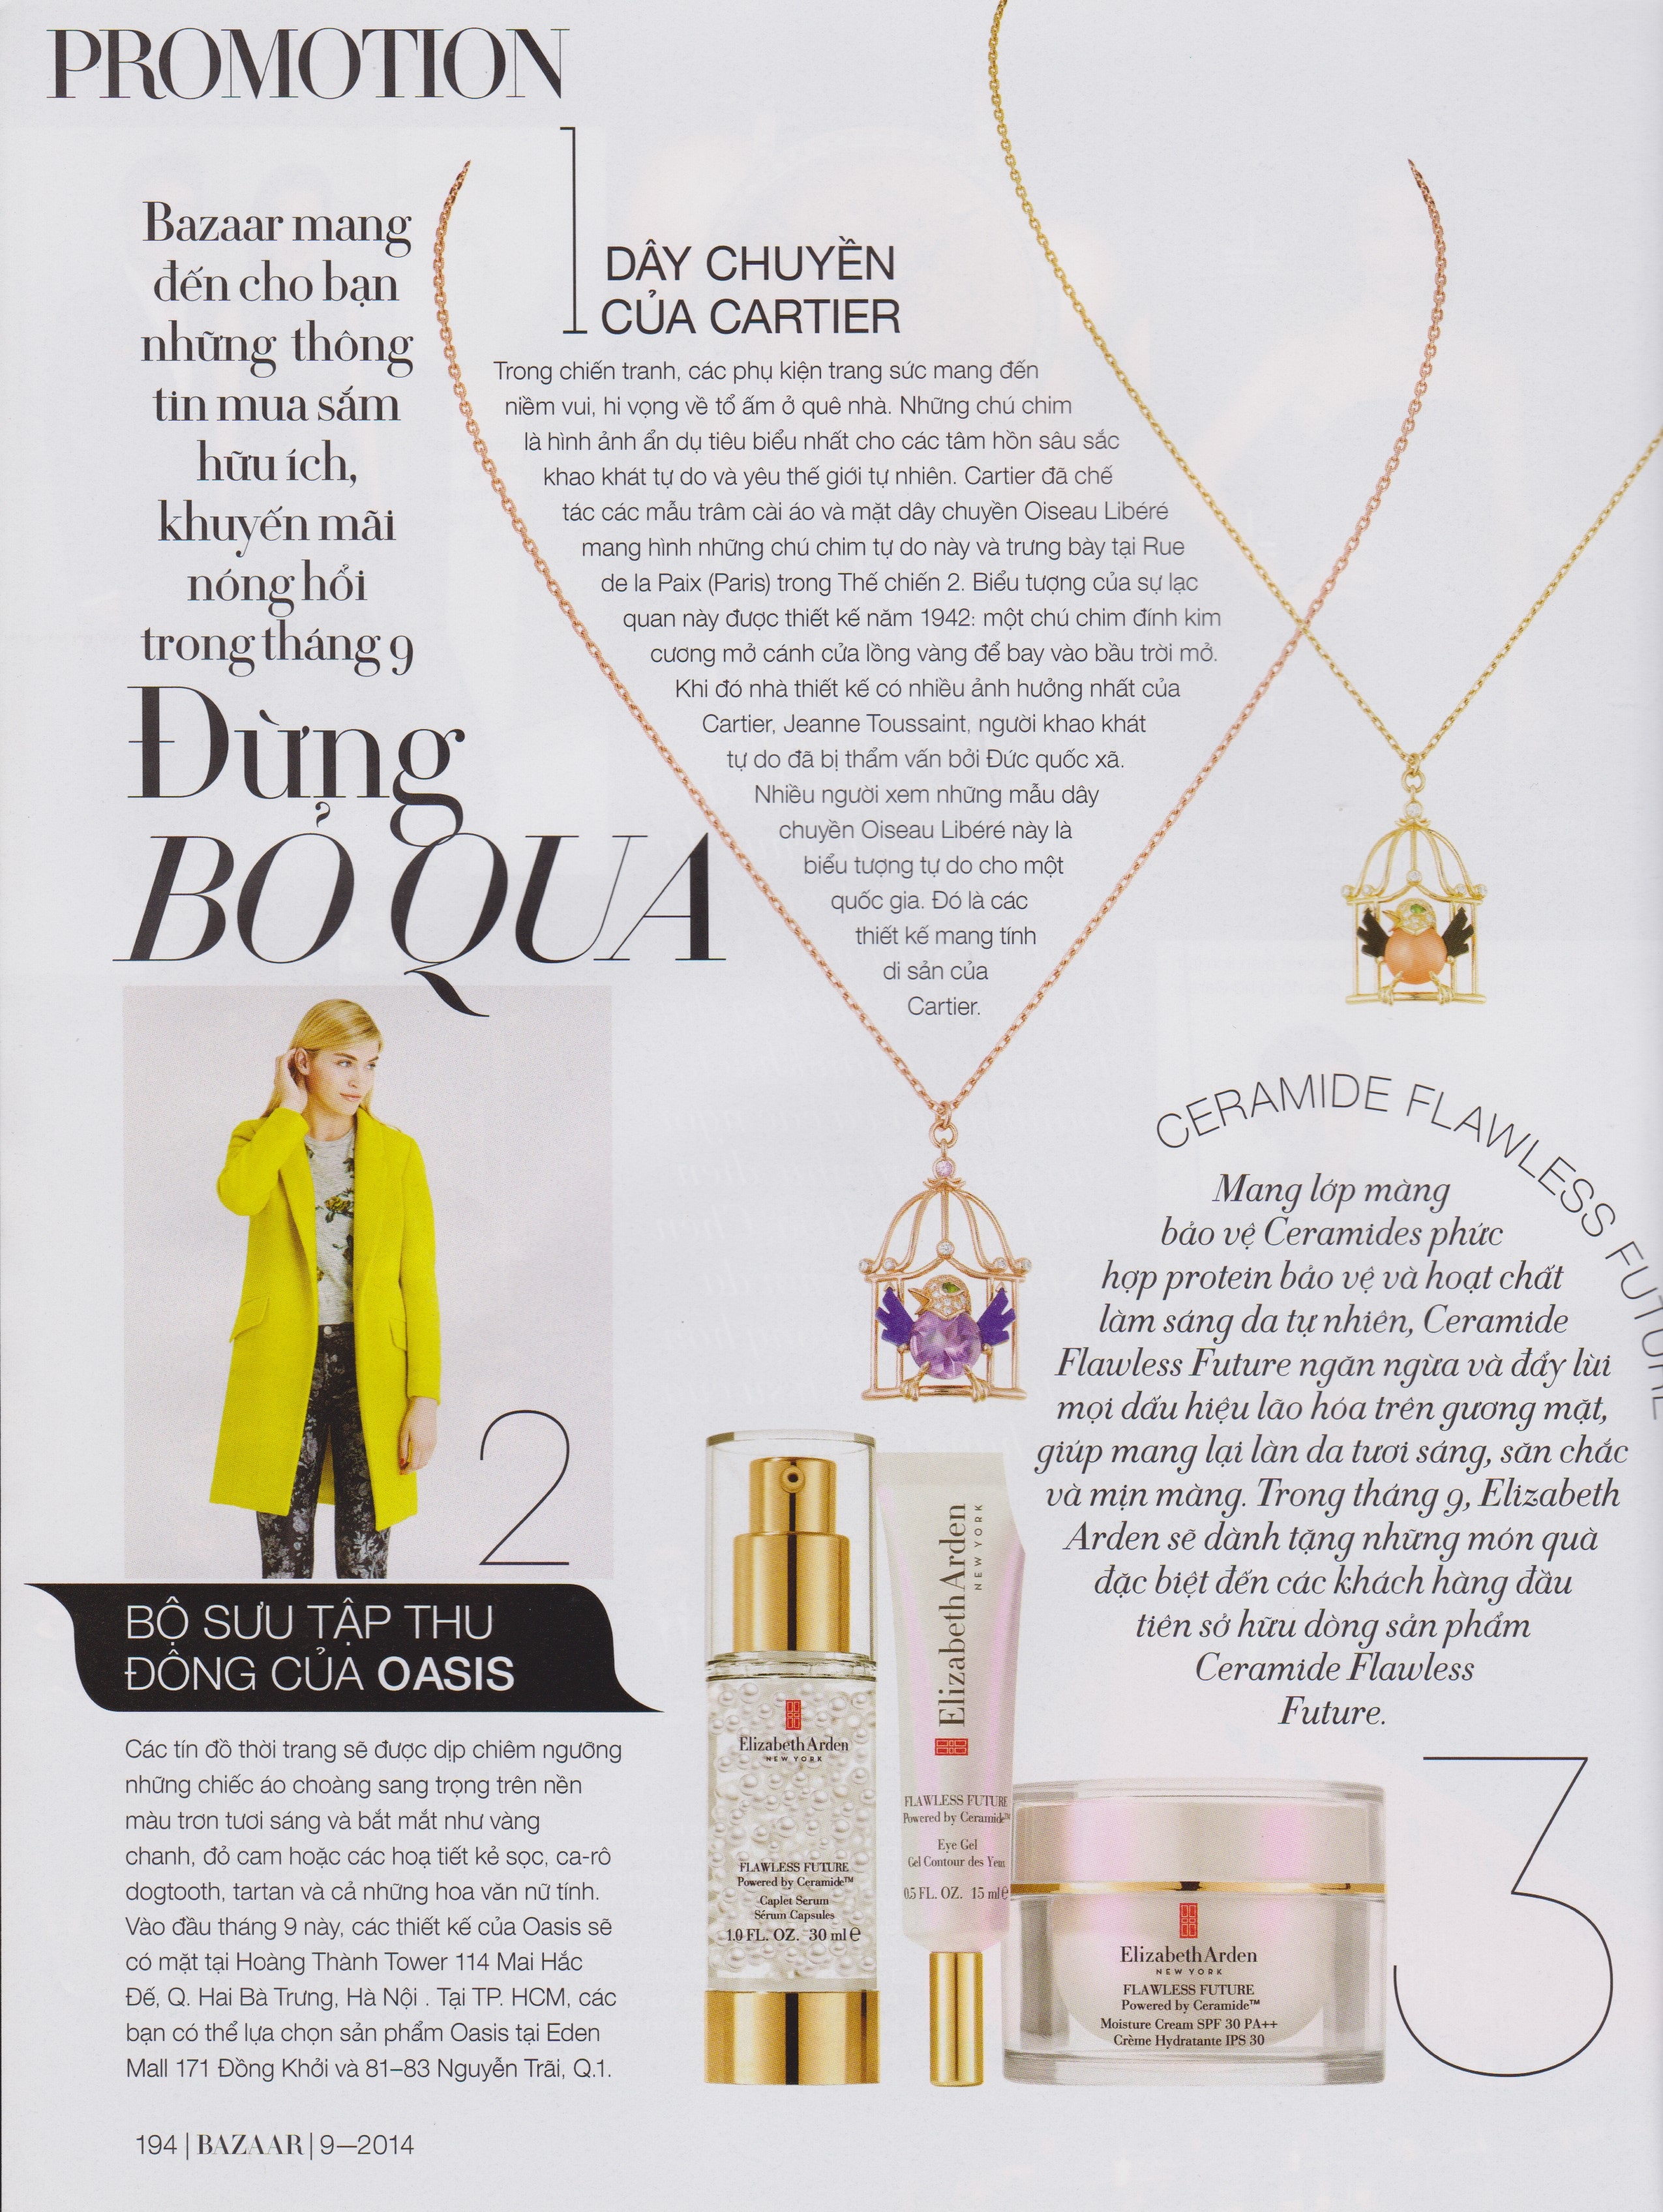 PROMOTION
Bazaar mang
đến cho bạn
những thông
tin mua sắm
hữu ích,
khuyến mãi
nóng hổi
trong tháng 9
Đừng
BỎ QUA
1
DÂY CHUYỀN
CỦA CARTIER
Trong chiến tranh, các phụ kiện trang sức mang đến
niềm vui, hi vọng về tổ ấm ở quê nhà. Những chú chim
là hình ảnh ẩn dụ tiêu biểu nhất cho các tâm hồn sâu sắc
khao khát tự do và yêu thế giới tự nhiên. Cartier đã chế
tác các mẫu trâm cài áo và mặt dây chuyền Oiseau Libéré
mang hình những chú chim tự do này và trưng bày tại Rue
de la Paix (Paris) trong Thế chiến 2. Biểu tượng của sự lạc
quan này được thiết kế năm 1942: một chú chim đính kim
cương mở cánh cửa lồng vàng để bay vào bầu trời mở.
Khi đó nhà thiết kế có nhiều ảnh hưởng nhất của
Cartier, Jeanne Toussaint, người khao khát
tự do đã bị thẩm vấn bởi Đức quốc xã.
Nhiều người xem những mẫu dây
chuyền Oiseau Libéré này là
biểu tượng tự do cho một
quốc gia. Đó là các
thiết kế mang tính
di sản của
Cartier.
2
BỘ SƯU TẬP THU
ĐÔNG CỦA OASIS
Các tín đồ thời trang sẽ được dịp chiêm ngưỡng
những chiếc áo choàng sang trọng trên nền
màu trơn tươi sáng và bắt mắt như vàng
chanh, đỏ cam hoặc các hoạ tiết kẻ sọc, ca-rô
dogtooth, tartan và cả những hoa văn nữ tính.
Vào đầu tháng 9 này, các thiết kế của Oasis sẽ
có mặt tại Hoàng Thành Tower 114 Mai Hắc
Đế, Q. Hai Bà Trưng, Hà Nội . Tại TP. HCM, các
bạn có thể lựa chọn sản phẩm Oasis tại Eden
Mall 171 Đồng Khởi và 81–83 Nguyễn Trãi, Q.1.
CERAMIDE FLAWLESS FUTURE
Mang lớp màng
bảo vệ Ceramides phức
hợp protein bảo vệ và hoạt chất
làm sáng da tự nhiên, Ceramide
Flawless Future ngăn ngừa và đẩy lùi
mọi dấu hiệu lão hóa trên gương mặt,
giúp mang lại làn da tươi sáng, săn chắc
và mịn màng. Trong tháng 9, Elizabeth
Arden sẽ dành tặng những món quà
đặc biệt đến các khách hàng đầu
tiên sở hữu dòng sản phẩm
Ceramide Flawless
Future.
3
Elizabeth Arden
NEW YORK
FLAWLESS FUTURE
Powered by Ceramide™
Caplet Serum
Sérum Capsules
1.0 FL. OZ. 30 ml e
Elizabeth Arden
NEW YORK
FLAWLESS FUTURE
Powered by Ceramide™
Eye Gel
Gel Contour des Yeux
0.5 FL. OZ. 15 ml e
Elizabeth Arden
NEW YORK
FLAWLESS FUTURE
Powered by Ceramide™
Moisture Cream SPF 30 PA++
Crème Hydratante IPS 30
194 | BAZAAR | 9—2014